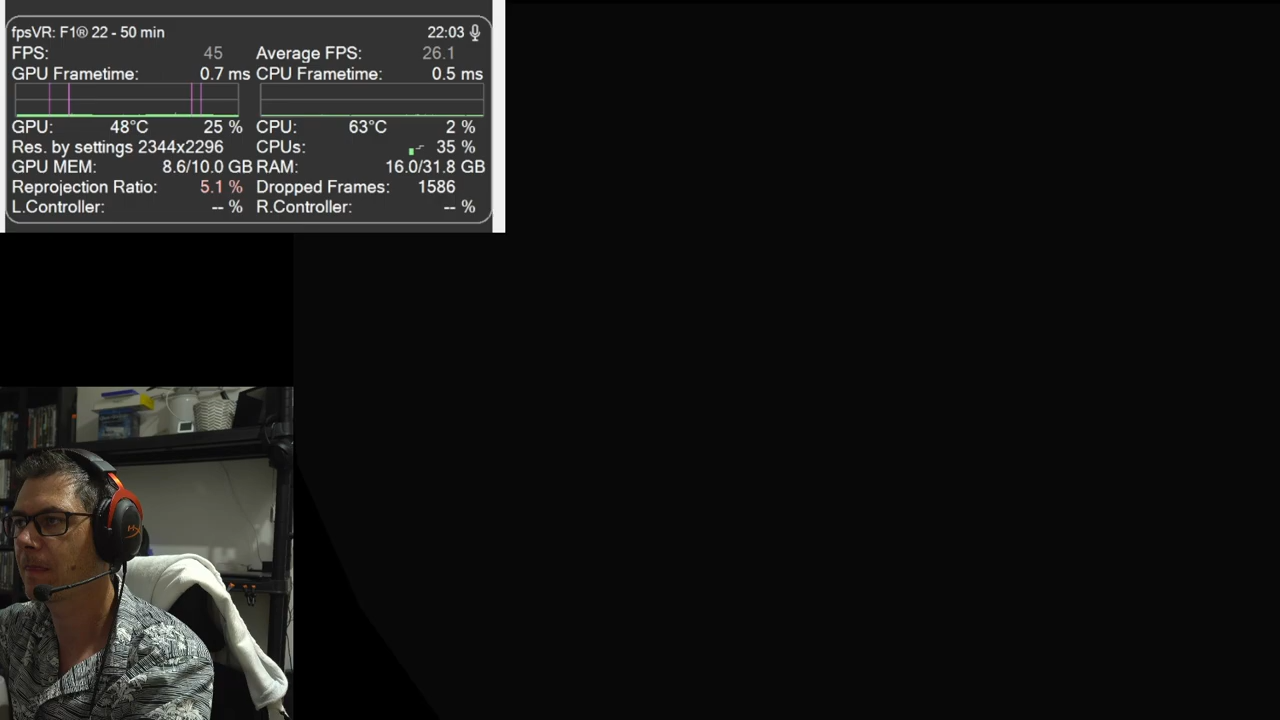 fpsVR: F1® 22 - 50 min 22:03
FPS: 45 Average FPS: 26.1
GPU Frametime: 0.7 ms CPU Frametime: 0.5 ms
GPU: 48°C 25 % CPU: 63°C 2 %
Res. by settings 2344x2296 CPUs: 35 %
GPU MEM: 8.6/10.0 GB RAM: 16.0/31.8 GB
Reprojection Ratio: 5.1 % Dropped Frames: 1586
L.Controller: -- % R.Controller: -- %